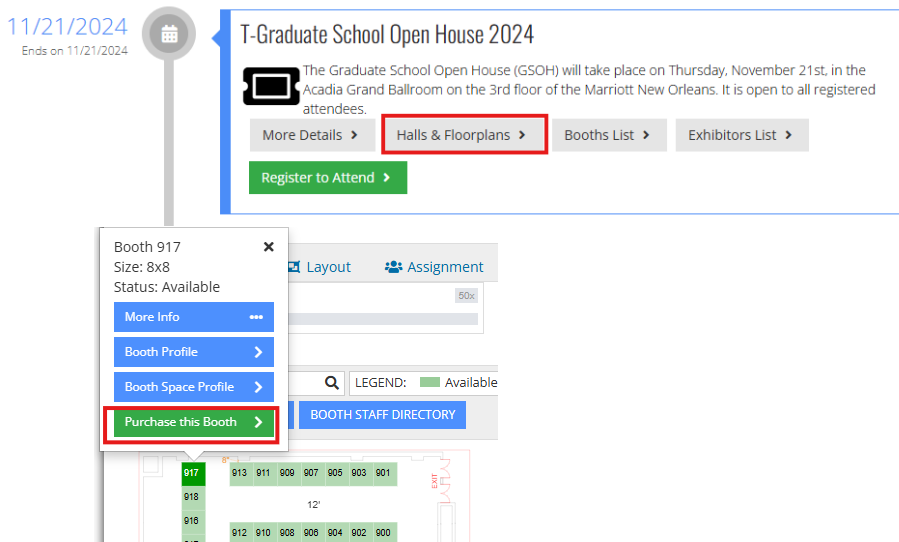 11/21/2024
Ends on 11/21/2024
T-Graduate School Open House 2024
The Graduate School Open House (GSOH) will take place on Thursday, November 21st, in the
Acadia Grand Ballroom on the 3rd floor of the Marriott New Orleans. It is open to all registered
attendees.
More Details
Halls & Floorplans
Booths List
Exhibitors List
Register to Attend
Booth 917
Size: 8x8
Status: Available
More Info
Booth Profile
Booth Space Profile
Purchase this Booth
Layout
Assignment
50x
LEGEND: Available
BOOTH STAFF DIRECTORY
8"
EXIT
917 913 911 909 907 905 903 901
918
12'
916
912 910 908 906 904 902 900